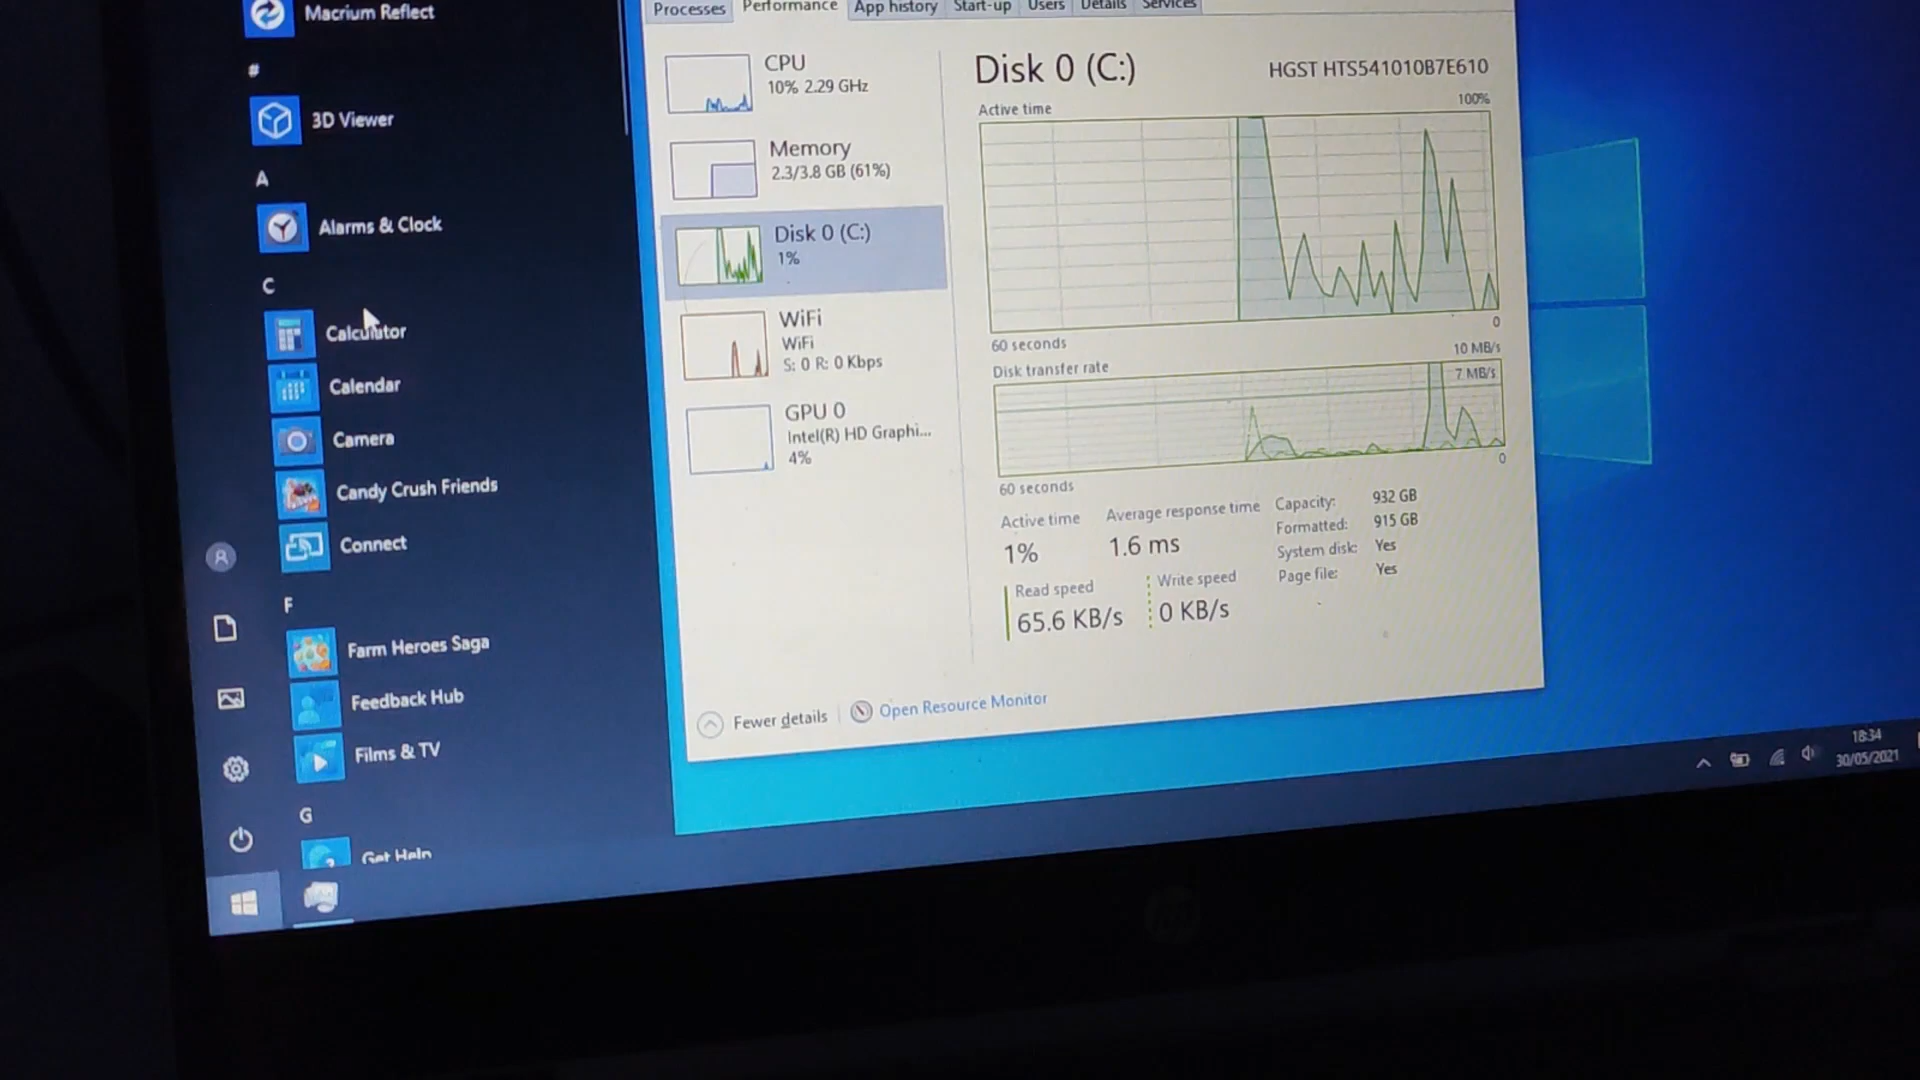 Macrium Reflect
#
3D Viewer
A
Alarms & Clock
C
Calculator
Calendar
Camera
Candy Crush Friends
Connect
F
Farm Heroes Saga
Feedback Hub
Films & TV
G
Get Help
Processes Performance App history Start-up Users Details Services
CPU
10% 2.29 GHz
Memory
2.3/3.8 GB (61%)
Disk 0 (C:)
1%
WiFi
WiFi
S: 0 R: 0 Kbps
GPU 0
Intel(R) HD Graphi...
4%
Disk 0 (C:) HGST HTS541010B7E610
Active time 100%
60 seconds 0
Disk transfer rate 10 MB/s
7 MB/s
60 seconds 0
Active time Average response time
1% 1.6 ms
Read speed Write speed
65.6 KB/s 0 KB/s
Capacity: 932 GB
Formatted: 915 GB
System disk: Yes
Page file: Yes
Fewer details Open Resource Monitor
18:34
30/05/2021
hp